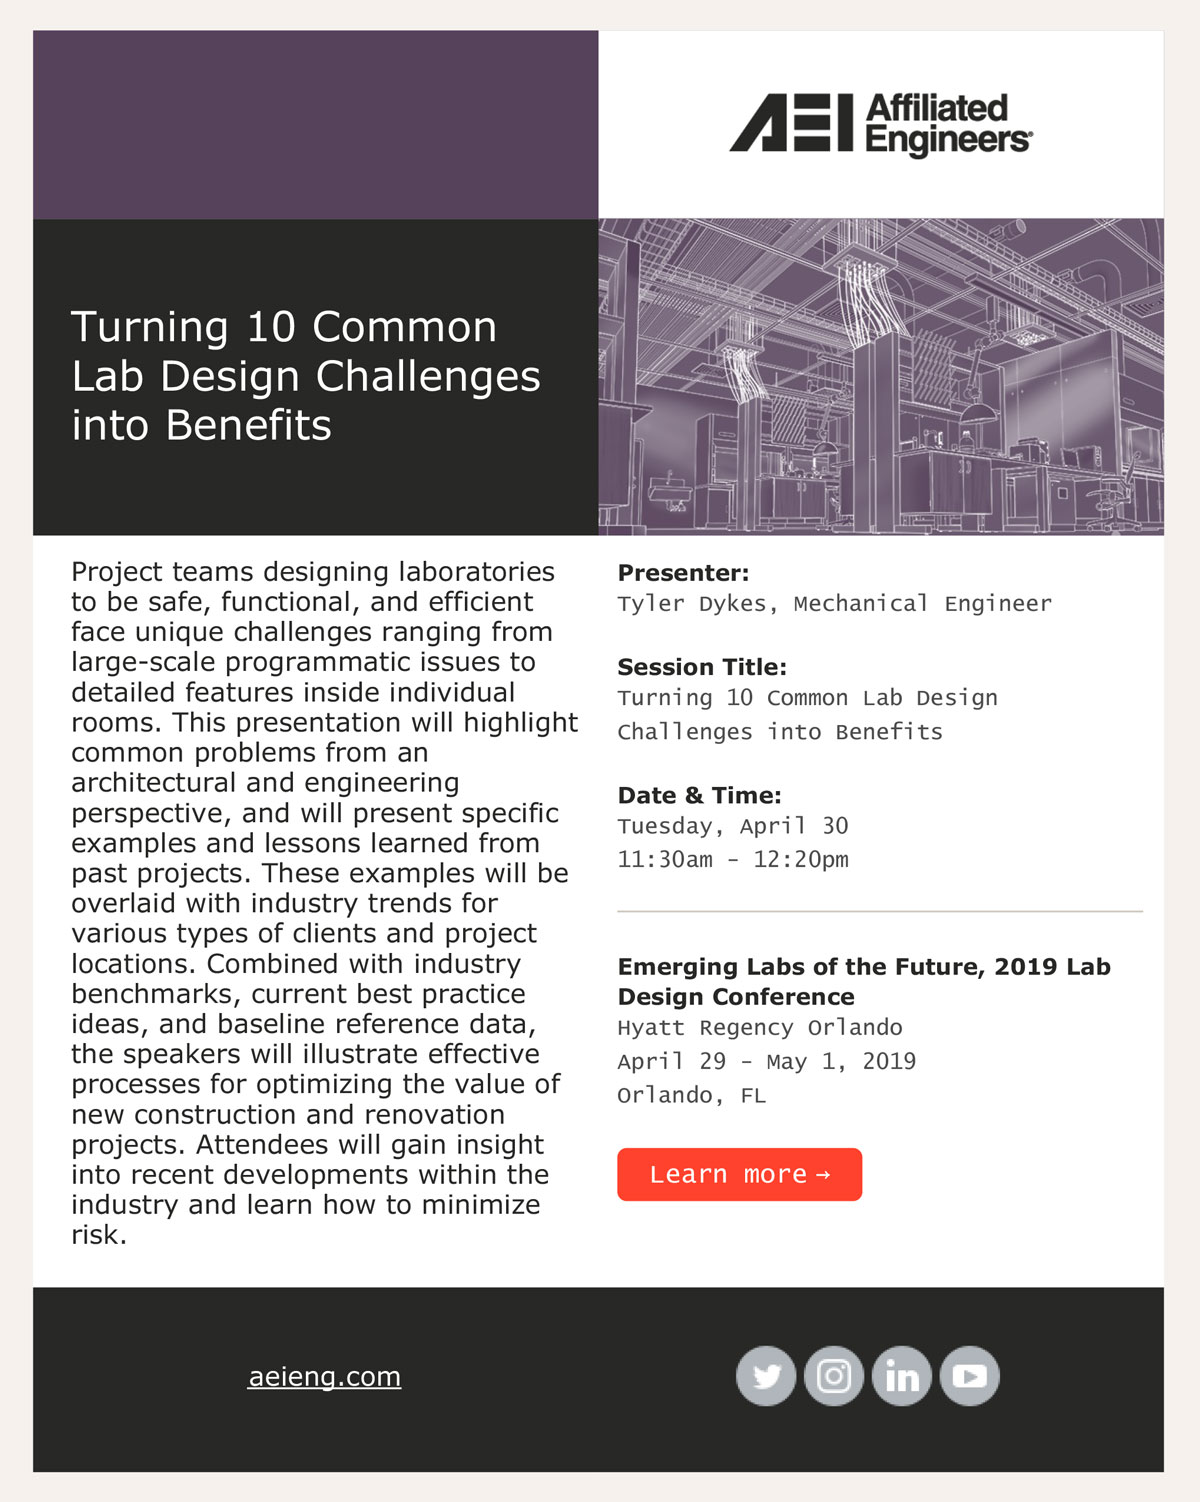 AEI Affiliated
Engineers®
Turning 10 Common
Lab Design Challenges
into Benefits
Project teams designing laboratories
to be safe, functional, and efficient
face unique challenges ranging from
large-scale programmatic issues to
detailed features inside individual
rooms. This presentation will highlight
common problems from an
architectural and engineering
perspective, and will present specific
examples and lessons learned from
past projects. These examples will be
overlaid with industry trends for
various types of clients and project
locations. Combined with industry
benchmarks, current best practice
ideas, and baseline reference data,
the speakers will illustrate effective
processes for optimizing the value of
new construction and renovation
projects. Attendees will gain insight
into recent developments within the
industry and learn how to minimize
risk.
Presenter:
Tyler Dykes, Mechanical Engineer
Session Title:
Turning 10 Common Lab Design
Challenges into Benefits
Date & Time:
Tuesday, April 30
11:30am – 12:20pm
Emerging Labs of the Future, 2019 Lab
Design Conference
Hyatt Regency Orlando
April 29 – May 1, 2019
Orlando, FL
Learn more →
aeieng.com
in